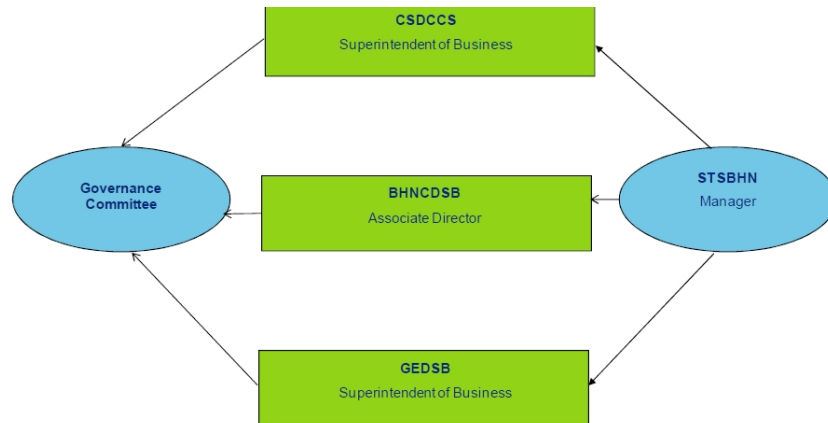 CSDCCS
Superintendent of Business
Governance
Committee
BHNCDSB
Associate Director
STSBHN
Manager
GEDSB
Superintendent of Business